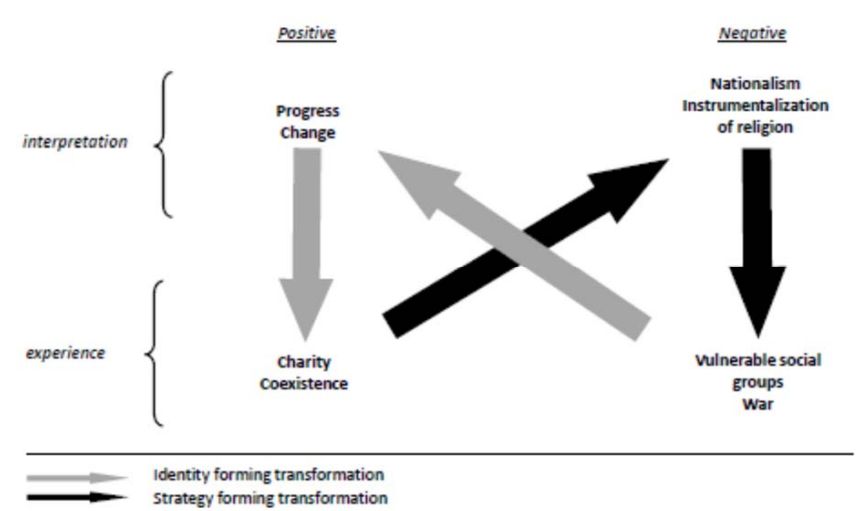 Positive
Negative
Nationalism
Instrumentalization
of religion
Progress
Change
interpretation
experience
Charity
Coexistence
Vulnerable social
groups
War
Identity forming transformation
Strategy forming transformation